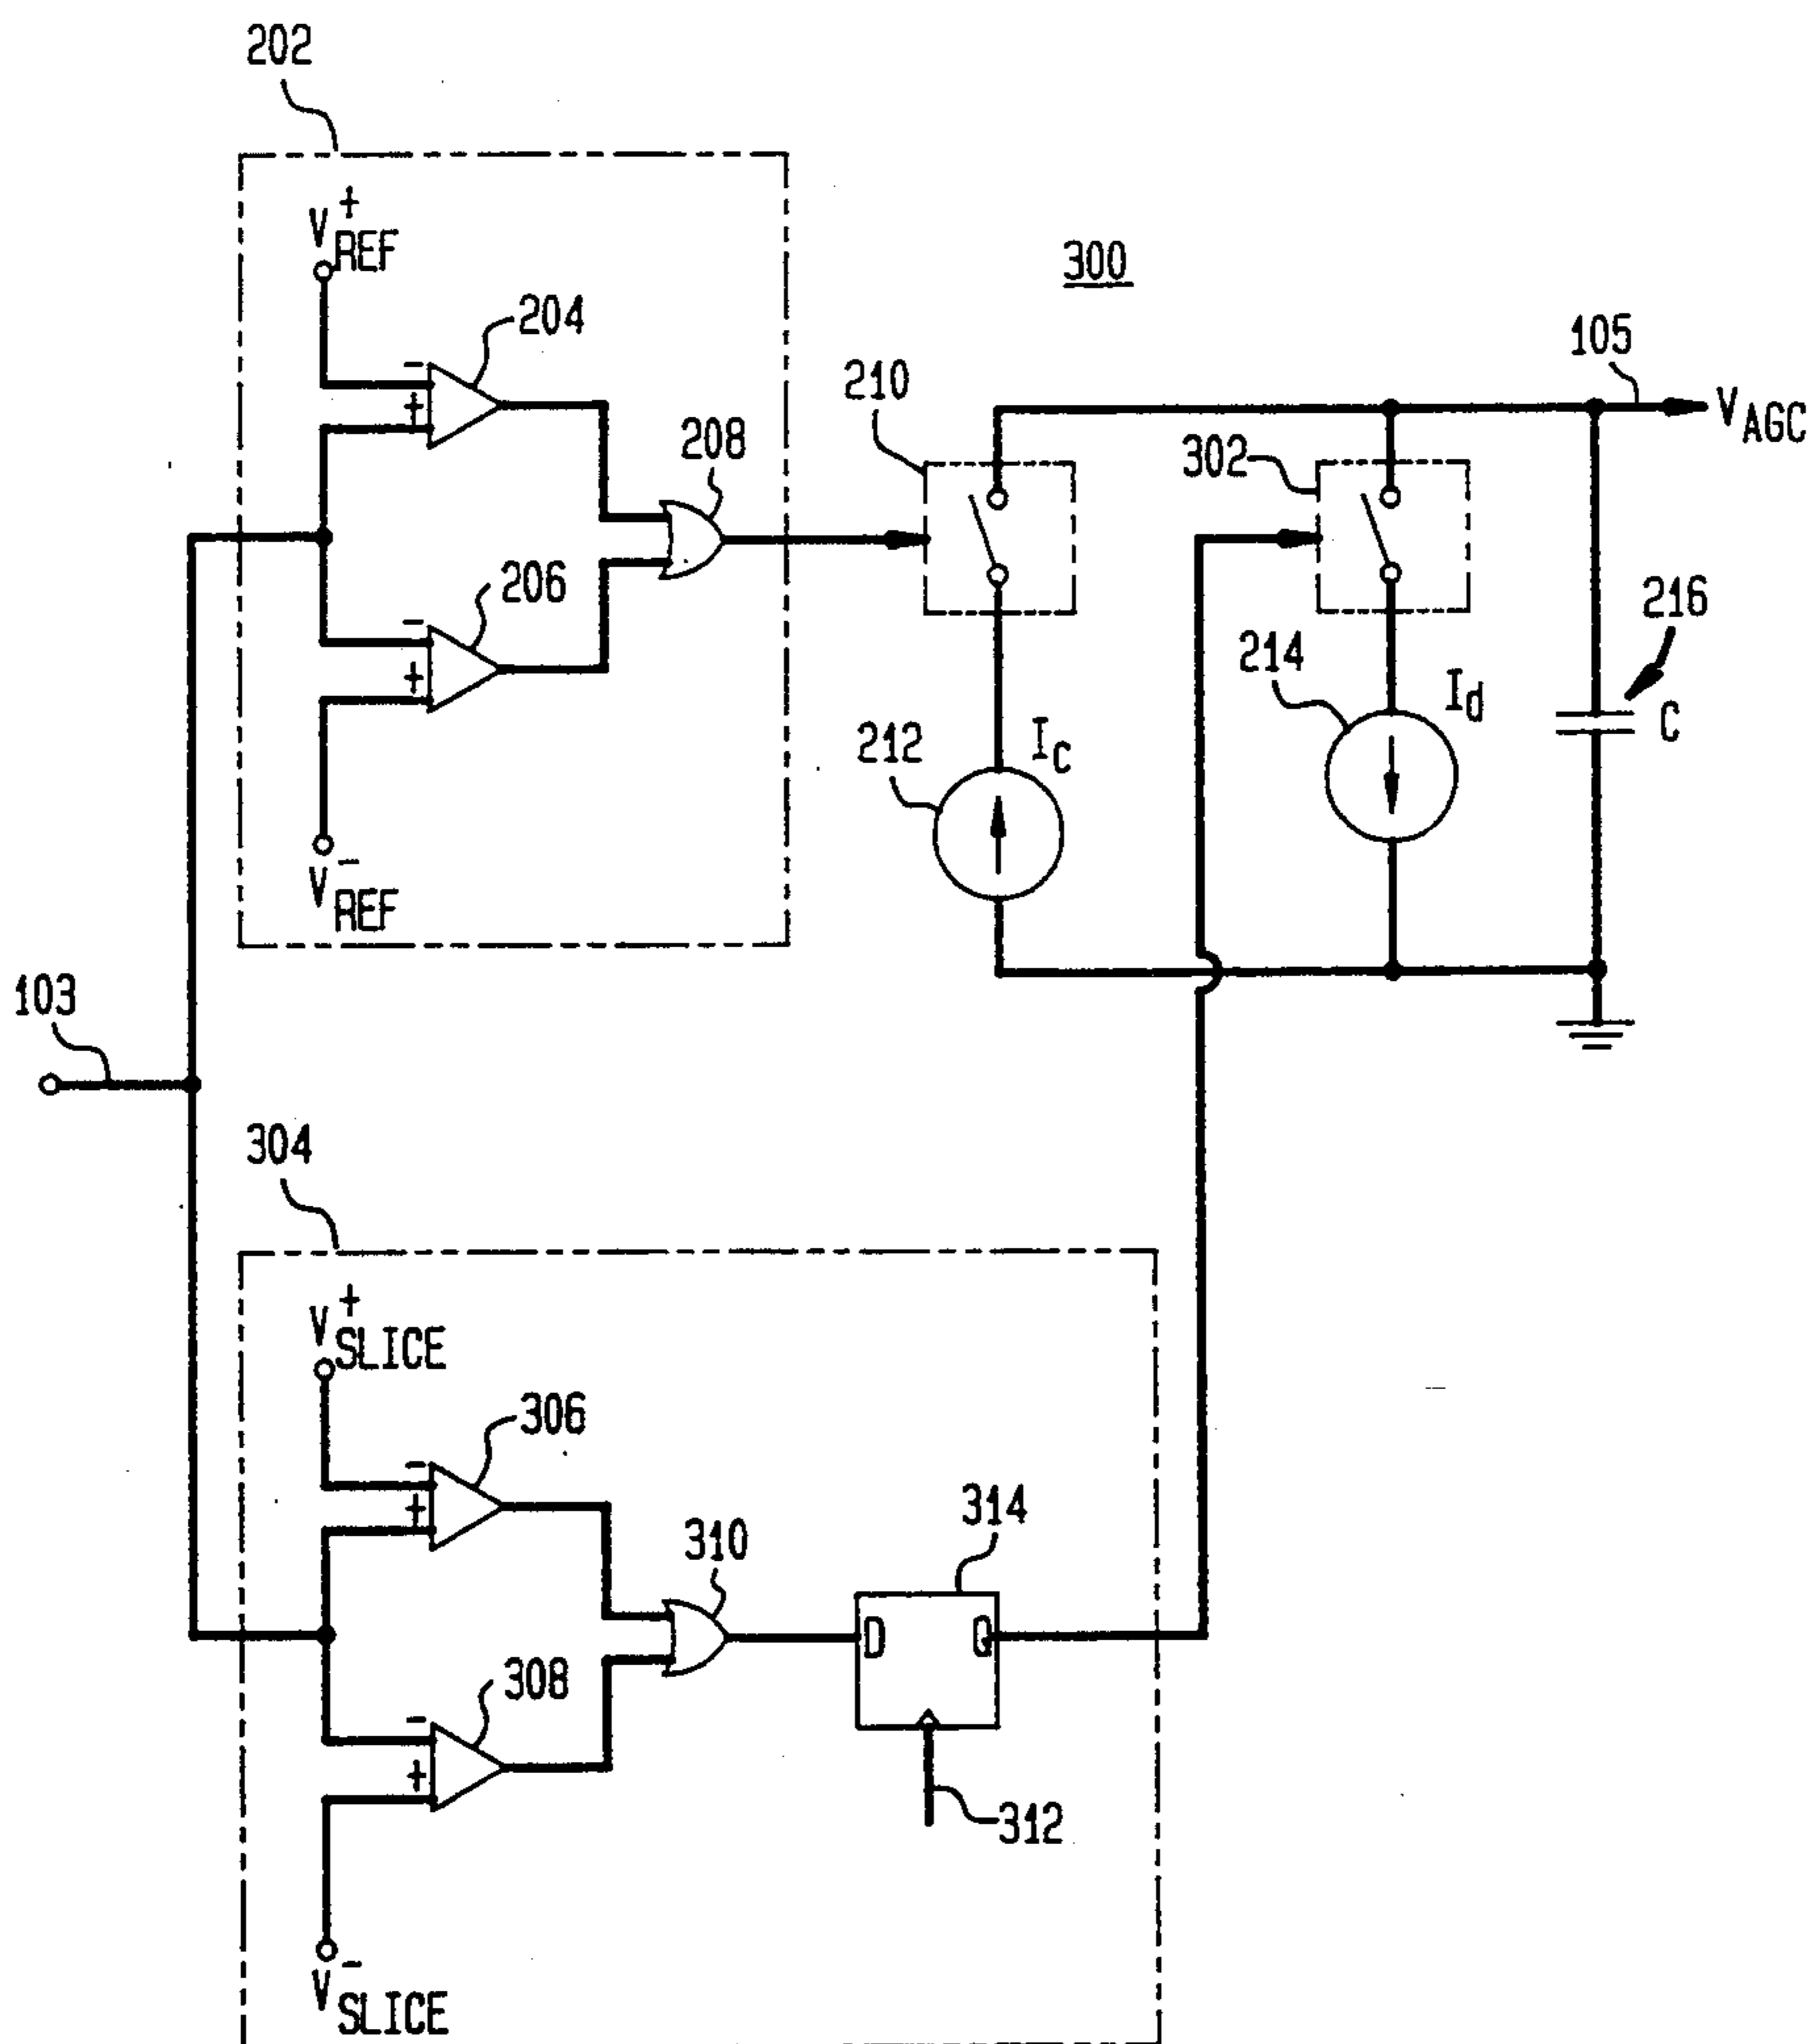 202
V+REF
204
300
105
210
VAGC
208
302
206
216
214
Id
C
Ic
212
V-REF
103
304
V+SLICE
306
314
310
D Q
308
312
V-SLICE
- +
- +
- +
- +